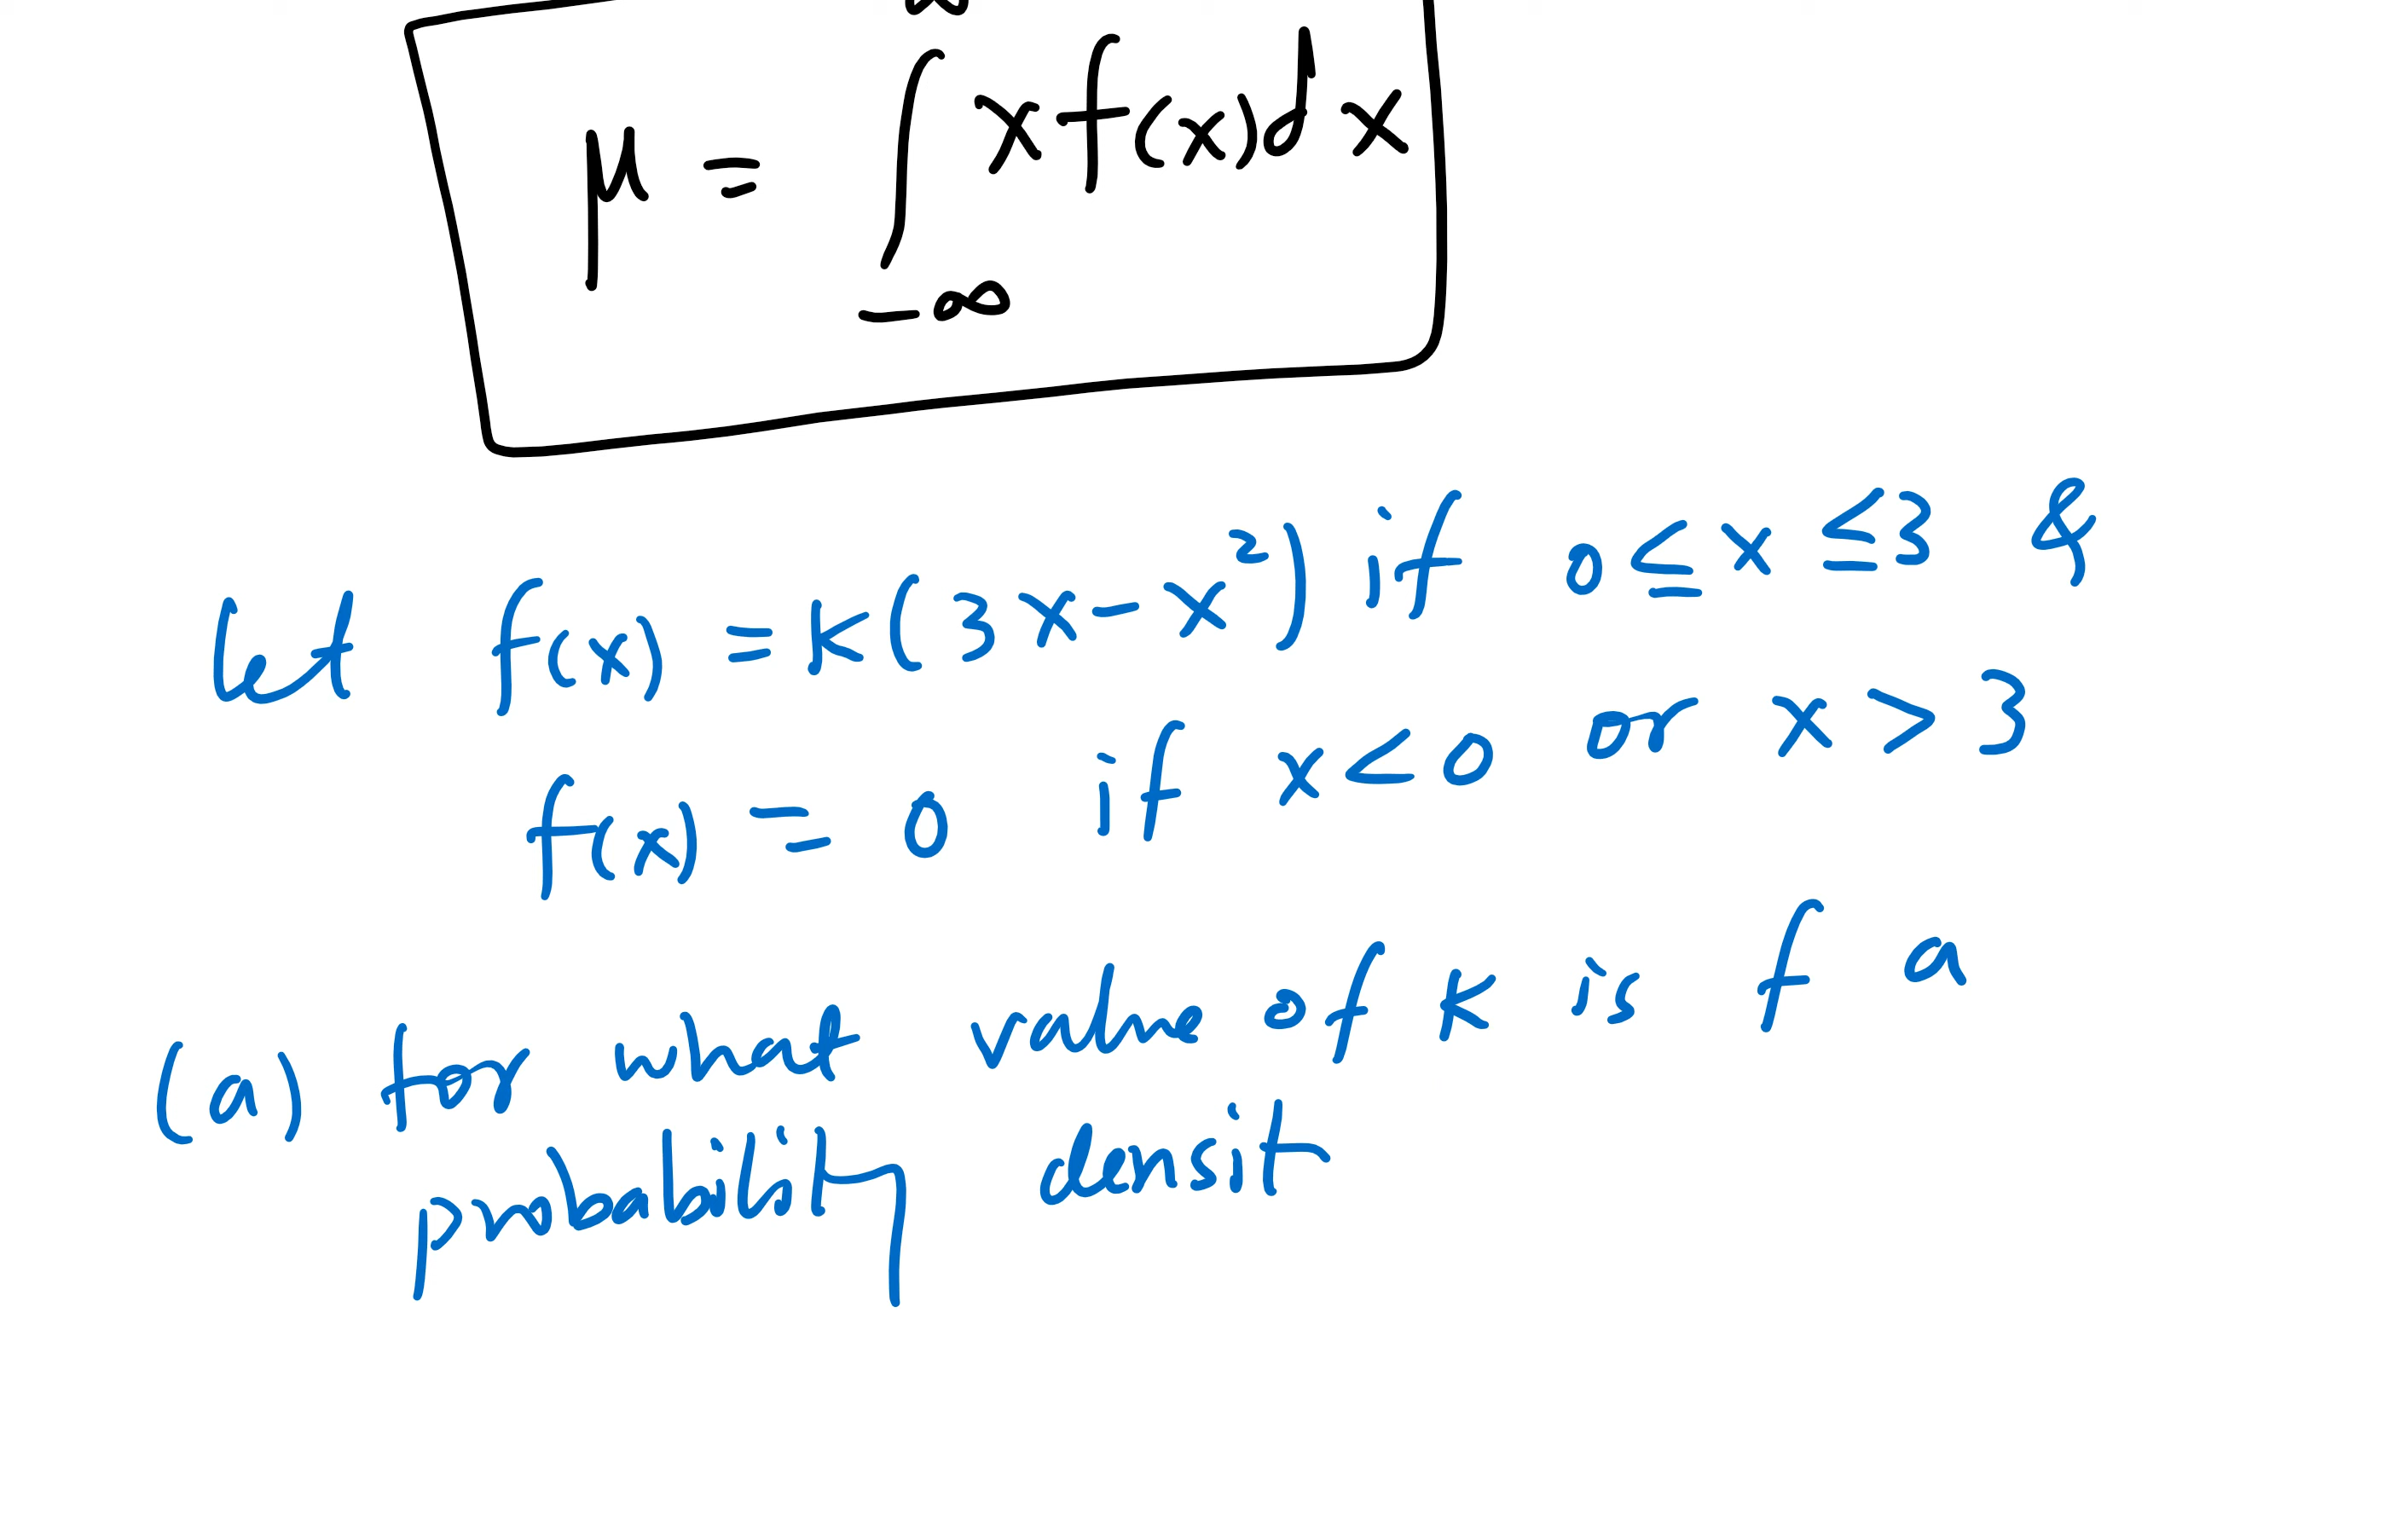 ∞
μ = ∫ x f(x) dx
-∞
let f(x) = k(3x - x²) if 0 ≤ x ≤ 3 &
f(x) = 0 if x < 0 or x > 3
(a) for what value of k is f a
probability densit